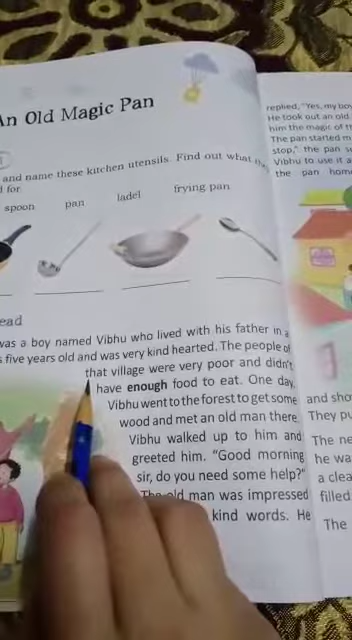 An Old Magic Pan
and name these kitchen utensils. Find out what
for.
spoon pan ladel frying pan
ead
was a boy named Vibhu who lived with his father in a
s five years old and was very kind hearted. The people of
that village were very poor and didn't
have enough food to eat. One day,
Vibhu went to the forest to get some
wood and met an old man there.
Vibhu walked up to him and
greeted him. "Good morning
sir, do you need some help?"
The old man was impressed
kind words. He
replied, "Yes, my boy
He took out an old
him the magic of th
The pan started m
stop," the pan s
Vibhu to use it a
the pan hom
and sho
They pu
The ne
he wa
a clea
filled
The